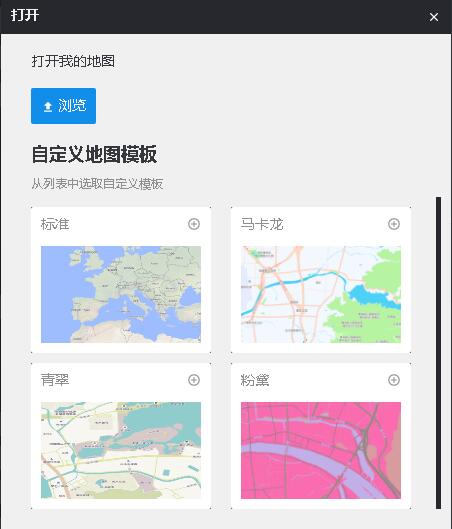 打开
打开我的地图
浏览
自定义地图模板
从列表中选取自定义模板
标准
马卡龙
青翠
粉黛